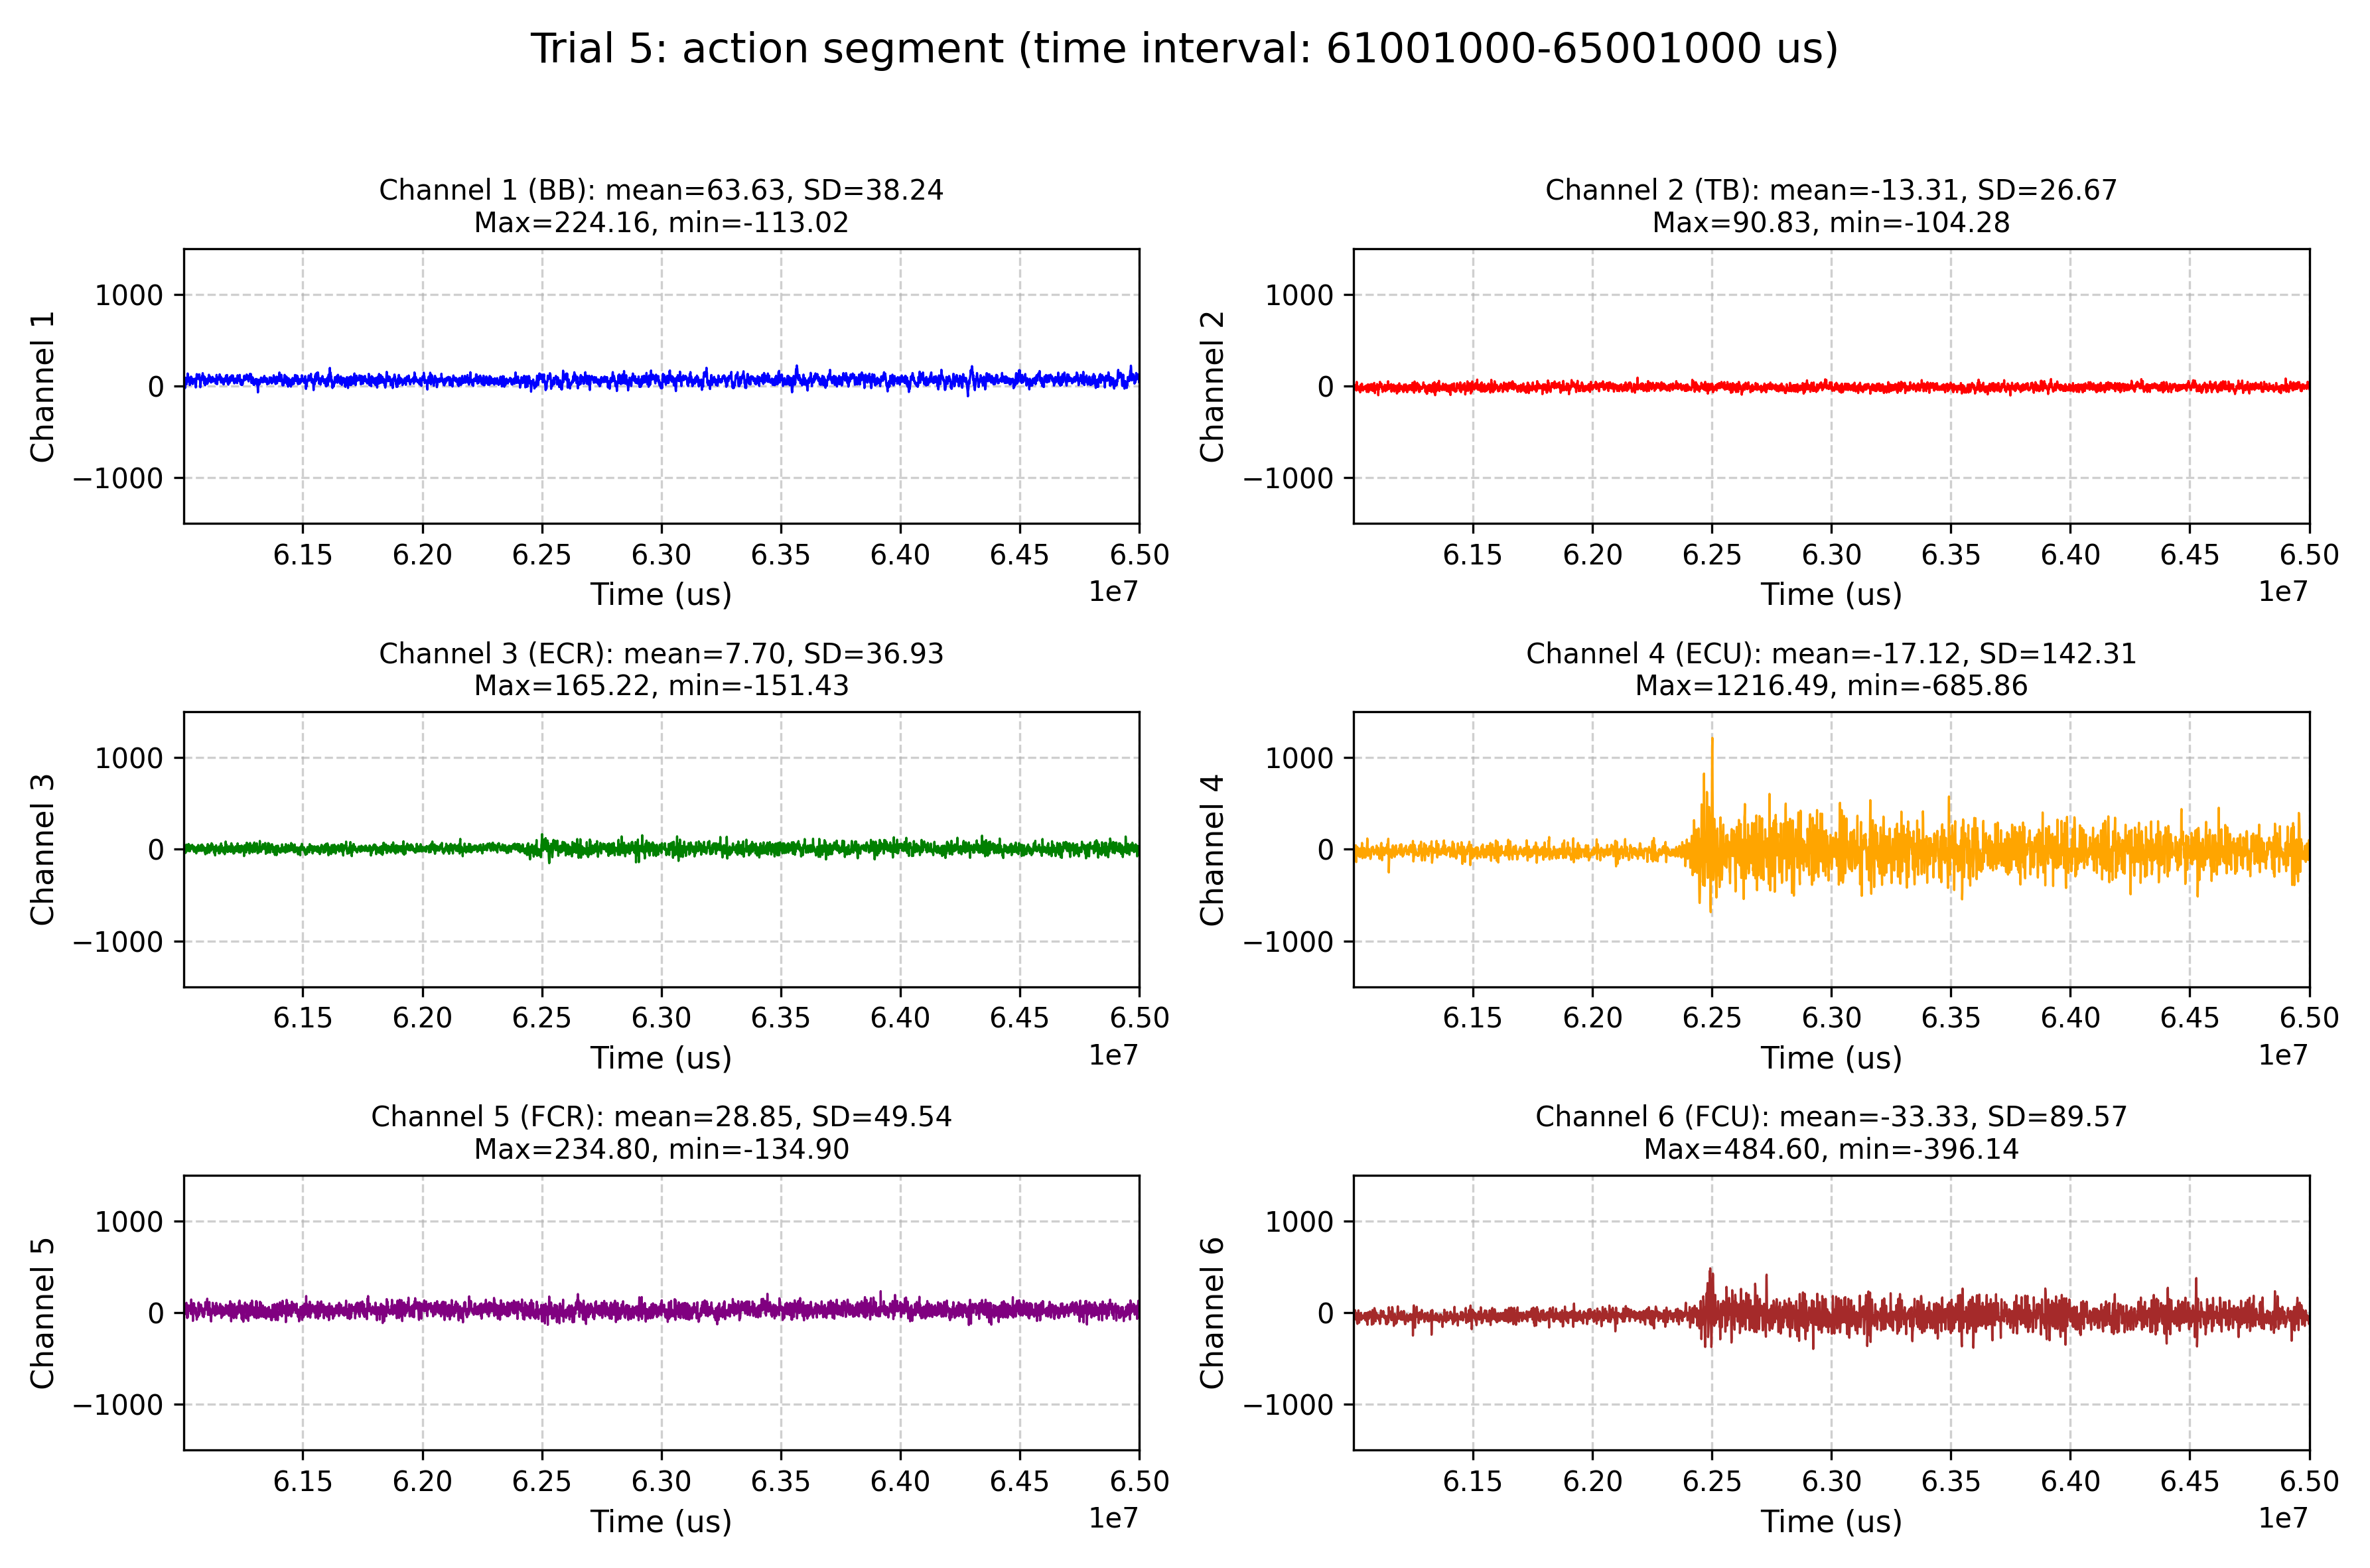 Trial 5: action segment (time interval: 61001000-65001000 us)
Channel 1 (BB): mean=63.63, SD=38.24
Max=224.16, min=-113.02
Channel 1
1000
0
−1000
6.15 6.20 6.25 6.30 6.35 6.40 6.45 6.50
Time (us)
1e7
Channel 2 (TB): mean=-13.31, SD=26.67
Max=90.83, min=-104.28
Channel 2
1000
0
−1000
6.15 6.20 6.25 6.30 6.35 6.40 6.45 6.50
Time (us)
1e7
Channel 3 (ECR): mean=7.70, SD=36.93
Max=165.22, min=-151.43
Channel 3
1000
0
−1000
6.15 6.20 6.25 6.30 6.35 6.40 6.45 6.50
Time (us)
1e7
Channel 4 (ECU): mean=-17.12, SD=142.31
Max=1216.49, min=-685.86
Channel 4
1000
0
−1000
6.15 6.20 6.25 6.30 6.35 6.40 6.45 6.50
Time (us)
1e7
Channel 5 (FCR): mean=28.85, SD=49.54
Max=234.80, min=-134.90
Channel 5
1000
0
−1000
6.15 6.20 6.25 6.30 6.35 6.40 6.45 6.50
Time (us)
1e7
Channel 6 (FCU): mean=-33.33, SD=89.57
Max=484.60, min=-396.14
Channel 6
1000
0
−1000
6.15 6.20 6.25 6.30 6.35 6.40 6.45 6.50
Time (us)
1e7